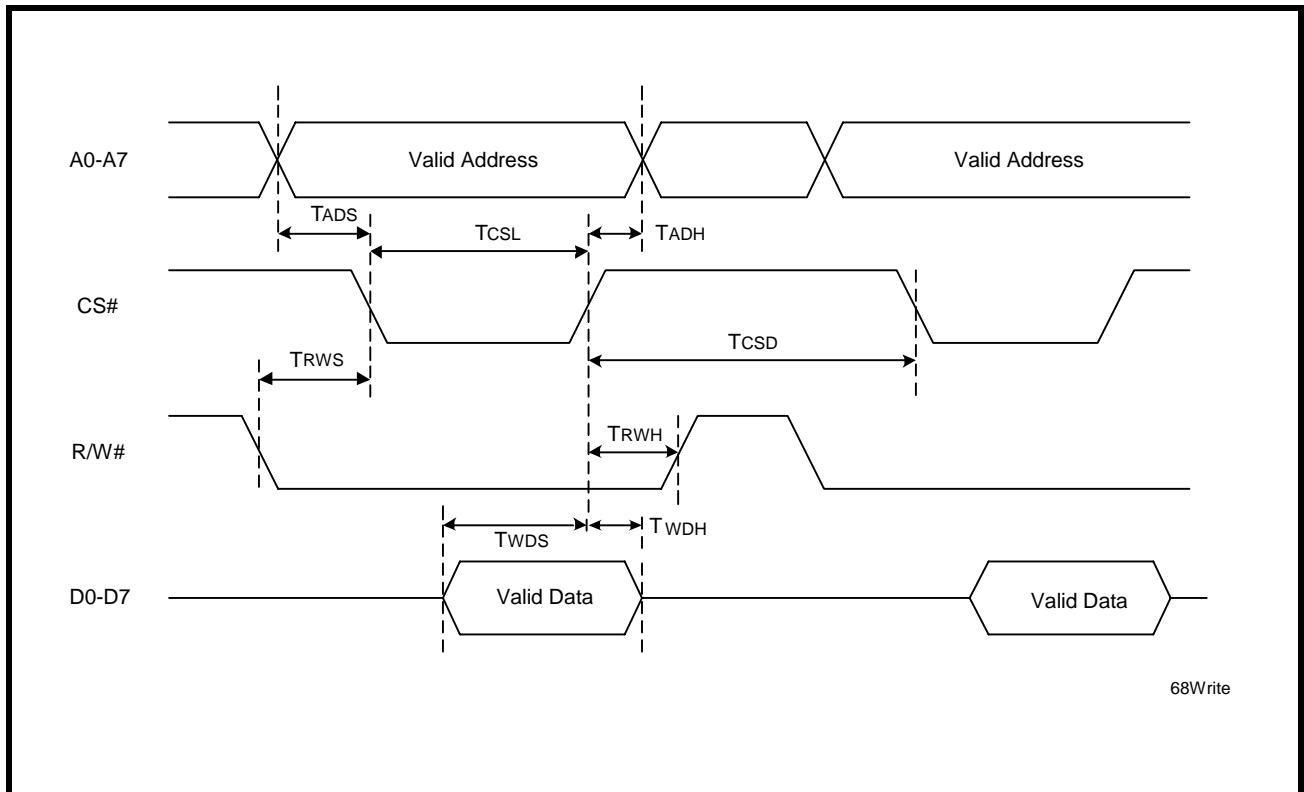 A0-A7
Valid Address
Valid Address
TADS
TCSL
TADH
CS#
TCSD
TRWS
R/W#
TRWH
TWDS
TWDH
D0-D7
Valid Data
Valid Data
68Write